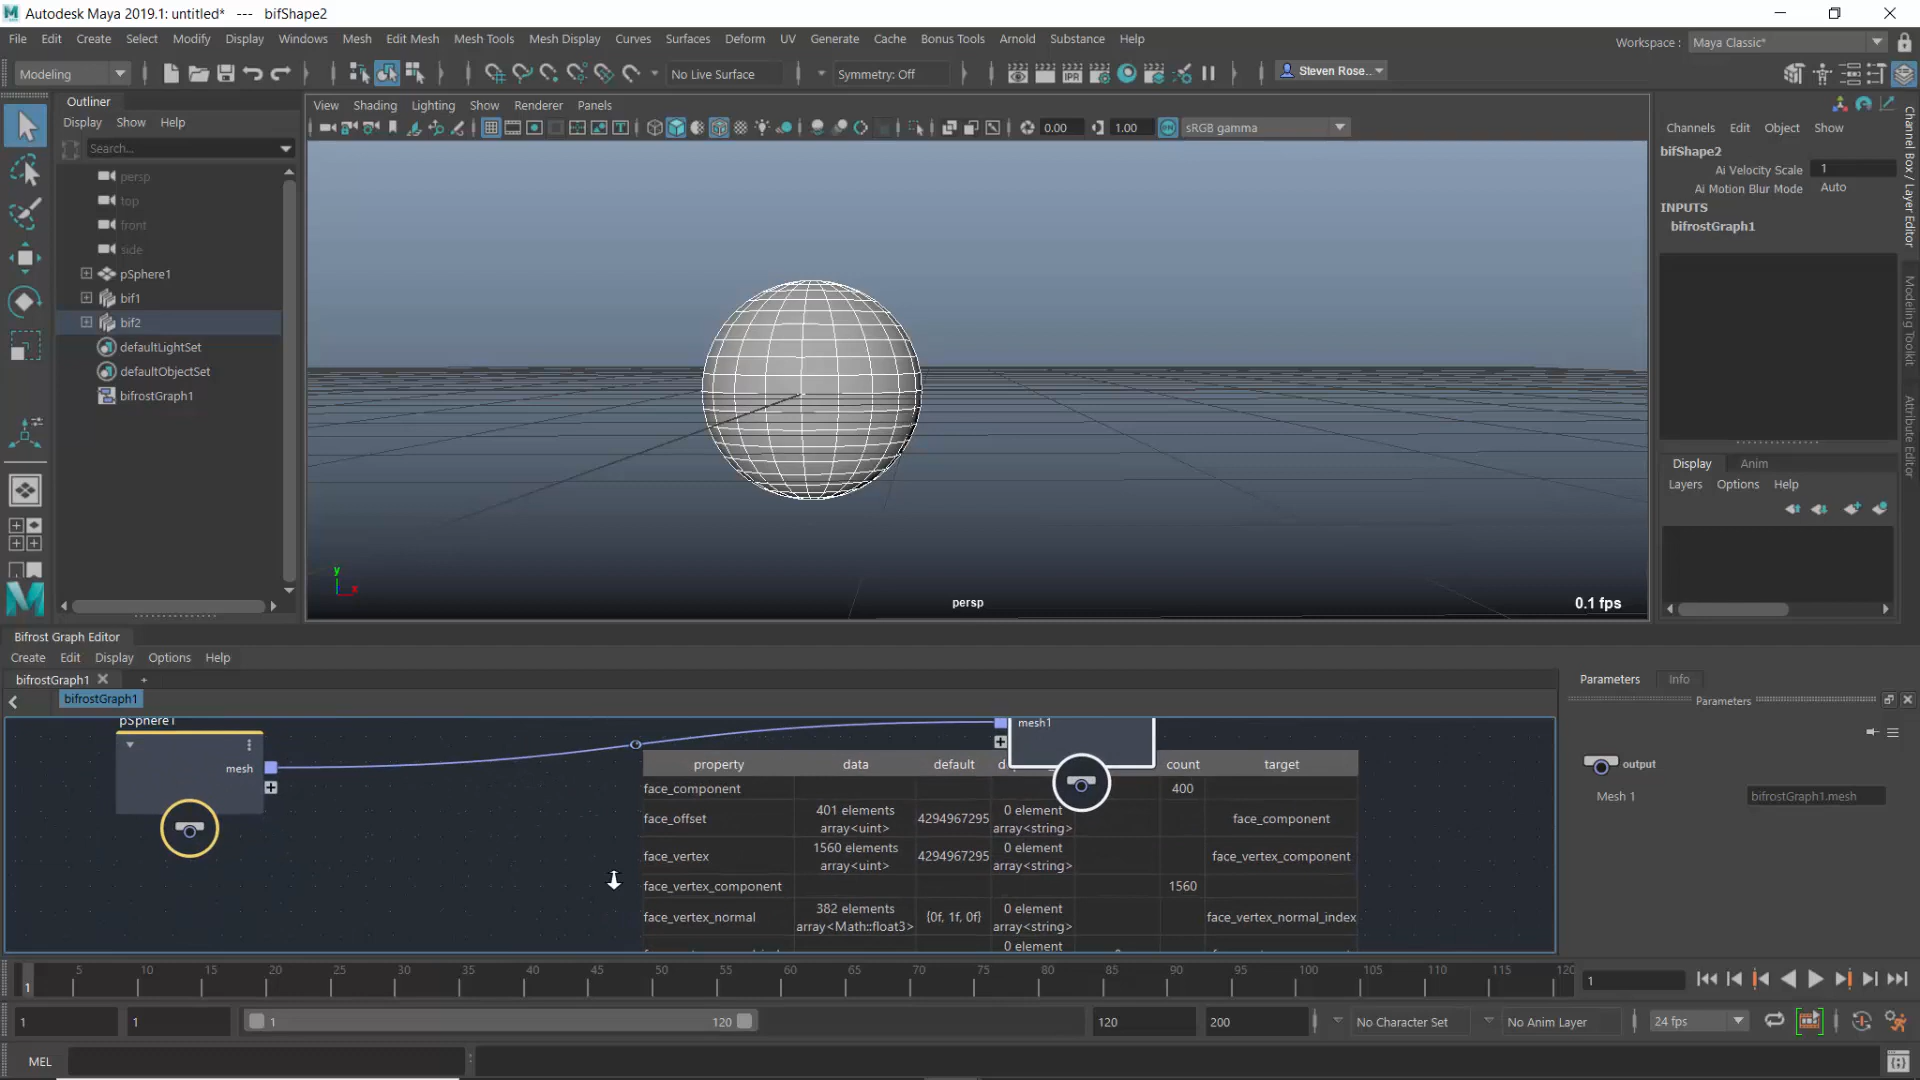 Autodesk Maya 2019.1: untitled*   ---   bifShape2
File Edit Create Select Modify Display Windows Mesh Edit Mesh Mesh Tools Mesh Display Curves Surfaces Deform UV Generate Cache Bonus Tools Arnold Substance Help
Workspace : Maya Classic*
Modeling No Live Surface Symmetry: Off IPR Steven Rose..
Outliner
Display Show Help
Search...
persp
top
front
side
pSphere1
bif1
bif2
defaultLightSet
defaultObjectSet
bifrostGraph1
View Shading Lighting Show Renderer Panels
0.00 1.00 ON sRGB gamma
y
x
persp
0.1 fps
Channels Edit Object Show
bifShape2
Ai Velocity Scale 1
Ai Motion Blur Mode Auto
INPUTS
bifrostGraph1
Channel Box / Layer Editor
Modeling Toolkit
Attribute Editor
Display Anim
Layers Options Help
Bifrost Graph Editor
Create Edit Display Options Help
bifrostGraph1
bifrostGraph1
pSphere1
mesh
mesh1
property data default count target
face_component 400
face_offset 401 elements array<uint> 4294967295 0 element array<string> face_component
face_vertex 1560 elements array<uint> 4294967295 0 element array<string> face_vertex_component
face_vertex_component 1560
face_vertex_normal 382 elements array<Math::float3> {0f, 1f, 0f} 0 element array<string> face_vertex_normal_index
0 element
Parameters Info
Parameters
output
Mesh 1 bifrostGraph1.mesh
5 10 15 20 25 30 35 40 45 50 55 60 65 70 75 80 85 90 95 100 105 110 115 120
1
1
1 1 1 120 120 200 No Character Set No Anim Layer 24 fps
MEL